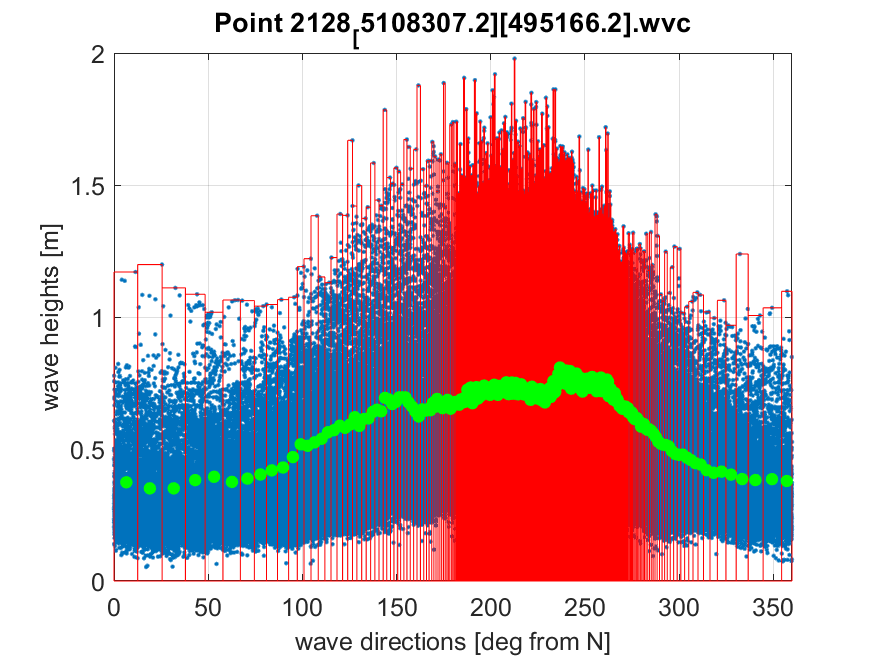 Point 2128[5108307.2][495166.2].wvc
2
1.5
1
0.5
0
wave heights [m]
0 50 100 150 200 250 300 350
wave directions [deg from N]